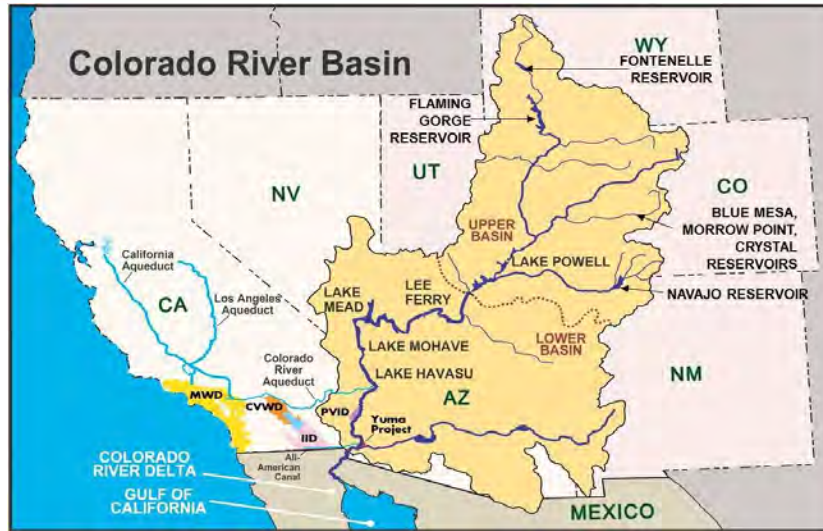 Colorado River Basin
WY
FONTENELLE
RESERVOIR
FLAMING
GORGE
RESERVOIR
UT
NV
CO
BLUE MESA,
MORROW POINT,
CRYSTAL
RESERVOIRS
UPPER
BASIN
California
Aqueduct
LAKE POWELL
LEE
FERRY
LAKE
MEAD
NAVAJO RESERVOIR
CA
Los Angeles
Aqueduct
LOWER
BASIN
LAKE MOHAVE
Colorado
River
Aqueduct
LAKE HAVASU
NM
AZ
MWD
CVWD
PVID
Yuma
Project
IID
All-
American
Canal
COLORADO
RIVER DELTA
GULF OF
CALIFORNIA
MEXICO